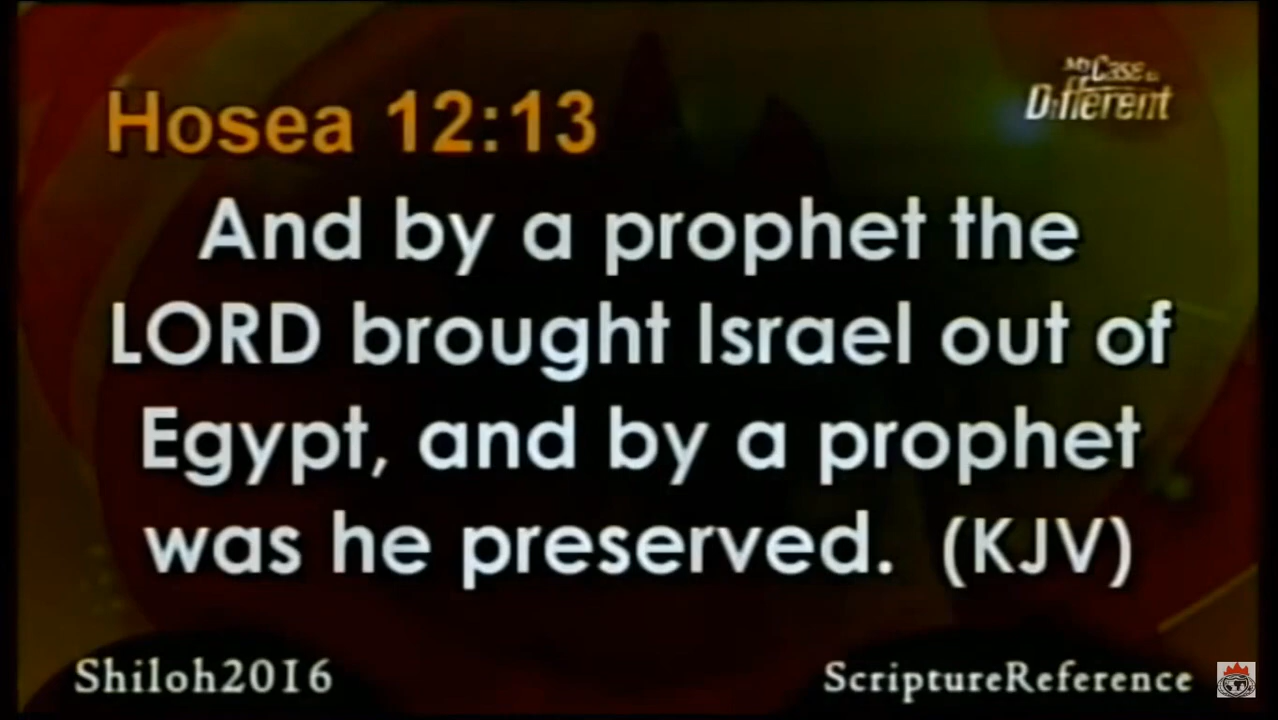 Hosea 12:13
My Case is
Different
And by a prophet the
LORD brought Israel out of
Egypt, and by a prophet
was he preserved. (KJV)
Shiloh2016
ScriptureReference